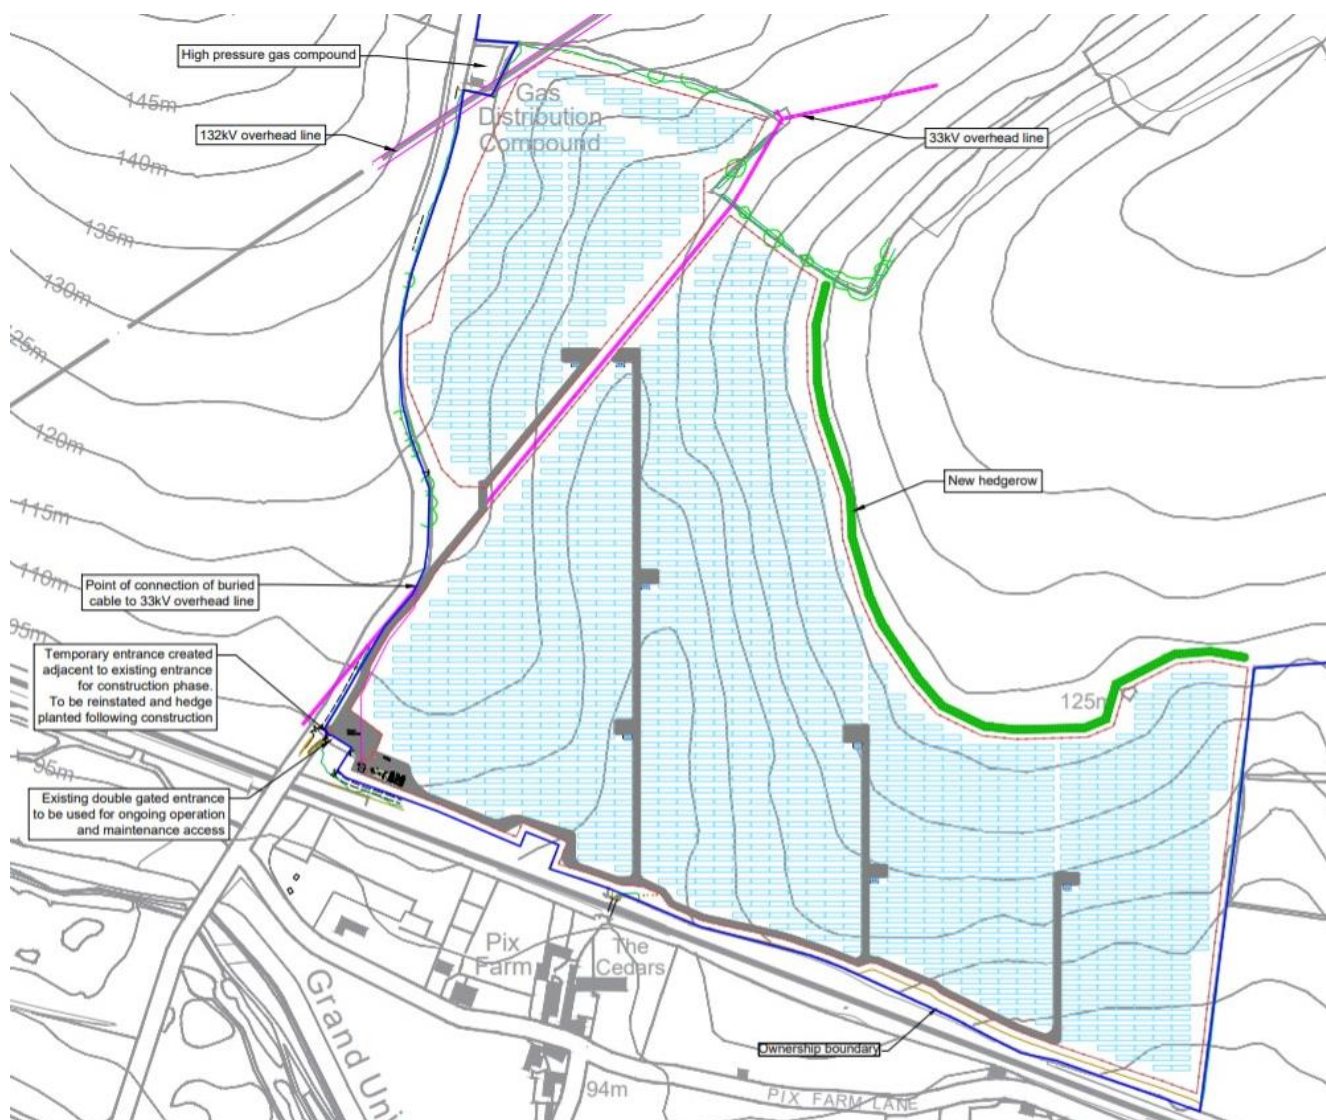 High pressure gas compound
145m
Gas
Distribution
Compound
132kV overhead line
33kV overhead line
140m
135m
130m
25m
120m
New hedgerow
115m
110m
Point of connection of buried
cable to 33kV overhead line
05m
Temporary entrance created
adjacent to existing entrance
for construction phase.
To be reinstated and hedge
planted following construction
125m
95m
Existing double gated entrance
to be used for ongoing operation
and maintenance access
Pix
Farm
The
Cedars
Grand Uni
Ownership boundary
94m
PIX FARM LANE